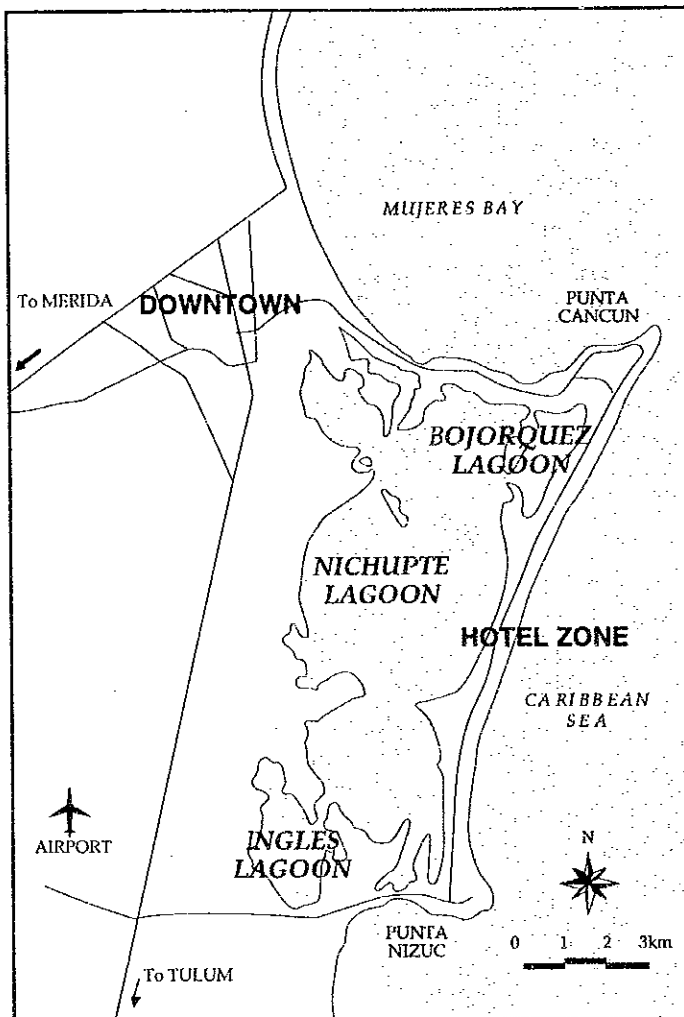 MUJERES BAY
To MERIDA
DOWNTOWN
PUNTA
CANCUN
BOJORQUEZ
LAGOON
NICHUPTE
LAGOON
HOTEL ZONE
CARIBBEAN
SEA
AIRPORT
INGLES
LAGOON
N
PUNTA
NIZUC
0 1 2 3km
To TULUM